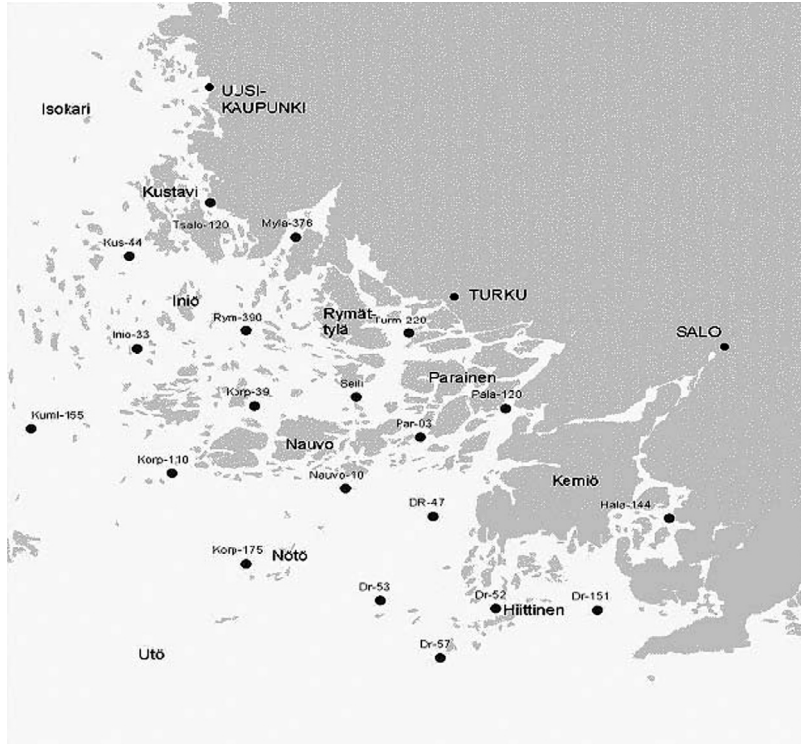 UUSI-
KAUPUNKI
Isokari
Kustavi
Tsalo-120
Myla-376
Kus-44
Iniö
TURKU
Rymät-
tylä
Rym-390
Turm-220
Inio-33
SALO
Parainen
Seili
Korp-39
Pala-120
Kuml-155
Par-03
Nauvo
Korp-110
Nauvo-10
Kemiö
DR-47
Hala-144
Korp-175
Nötö
Dr-53
Dr-52
Hiittinen
Dr-151
Dr-57
Utö